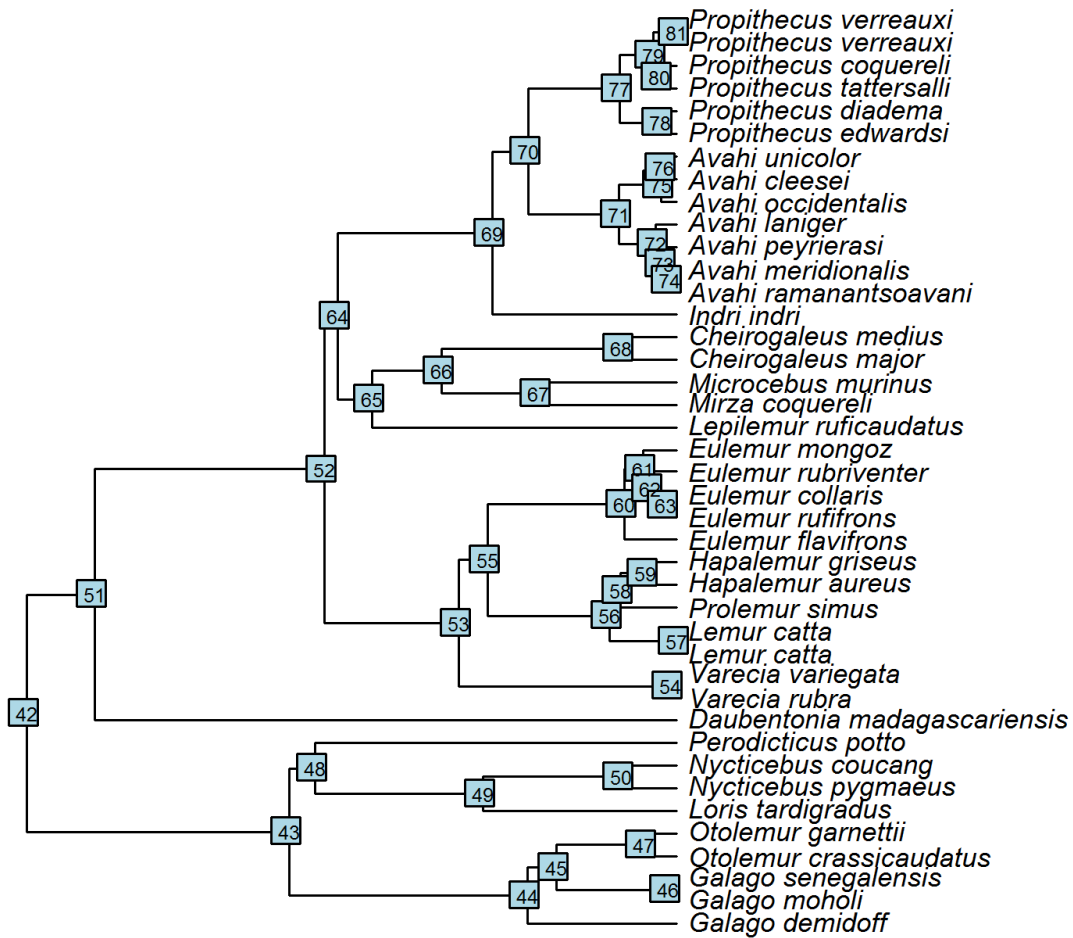 81 Propithecus verreauxi
79 Propithecus verreauxi
80 Propithecus coquereli
77 Propithecus tattersalli
78 Propithecus diadema
Propithecus edwardsi
70 76 Avahi unicolor
75 Avahi cleesei
71 Avahi occidentalis
Avahi laniger
69 72 Avahi peyrierasi
73 Avahi meridionalis
74 Avahi ramanantsoavani
64 Indri indri
68 Cheirogaleus medius
Cheirogaleus major
66 Microcebus murinus
65 67 Mirza coquereli
Lepilemur ruficaudatus
Eulemur mongoz
52 61 Eulemur rubriventer
62 Eulemur collaris
60 63 Eulemur rufifrons
Eulemur flavifrons
55 59 Hapalemur griseus
51 58 Hapalemur aureus
56 Prolemur simus
53 57 Lemur catta
Lemur catta
54 Varecia variegata
Varecia rubra
42 Daubentonia madagascariensis
Perodicticus potto
48 50 Nycticebus coucang
49 Nycticebus pygmaeus
Loris tardigradus
43 47 Otolemur garnettii
Otolemur crassicaudatus
45 46 Galago senegalensis
44 Galago moholi
Galago demidoff